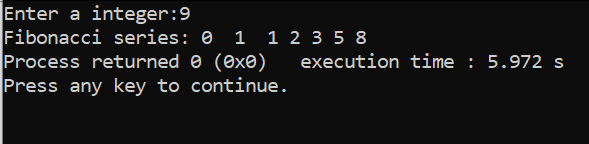 Enter a integer:9
Fibonacci series: 0  1  1 2 3 5 8
Process returned 0 (0x0)   execution time : 5.972 s
Press any key to continue.